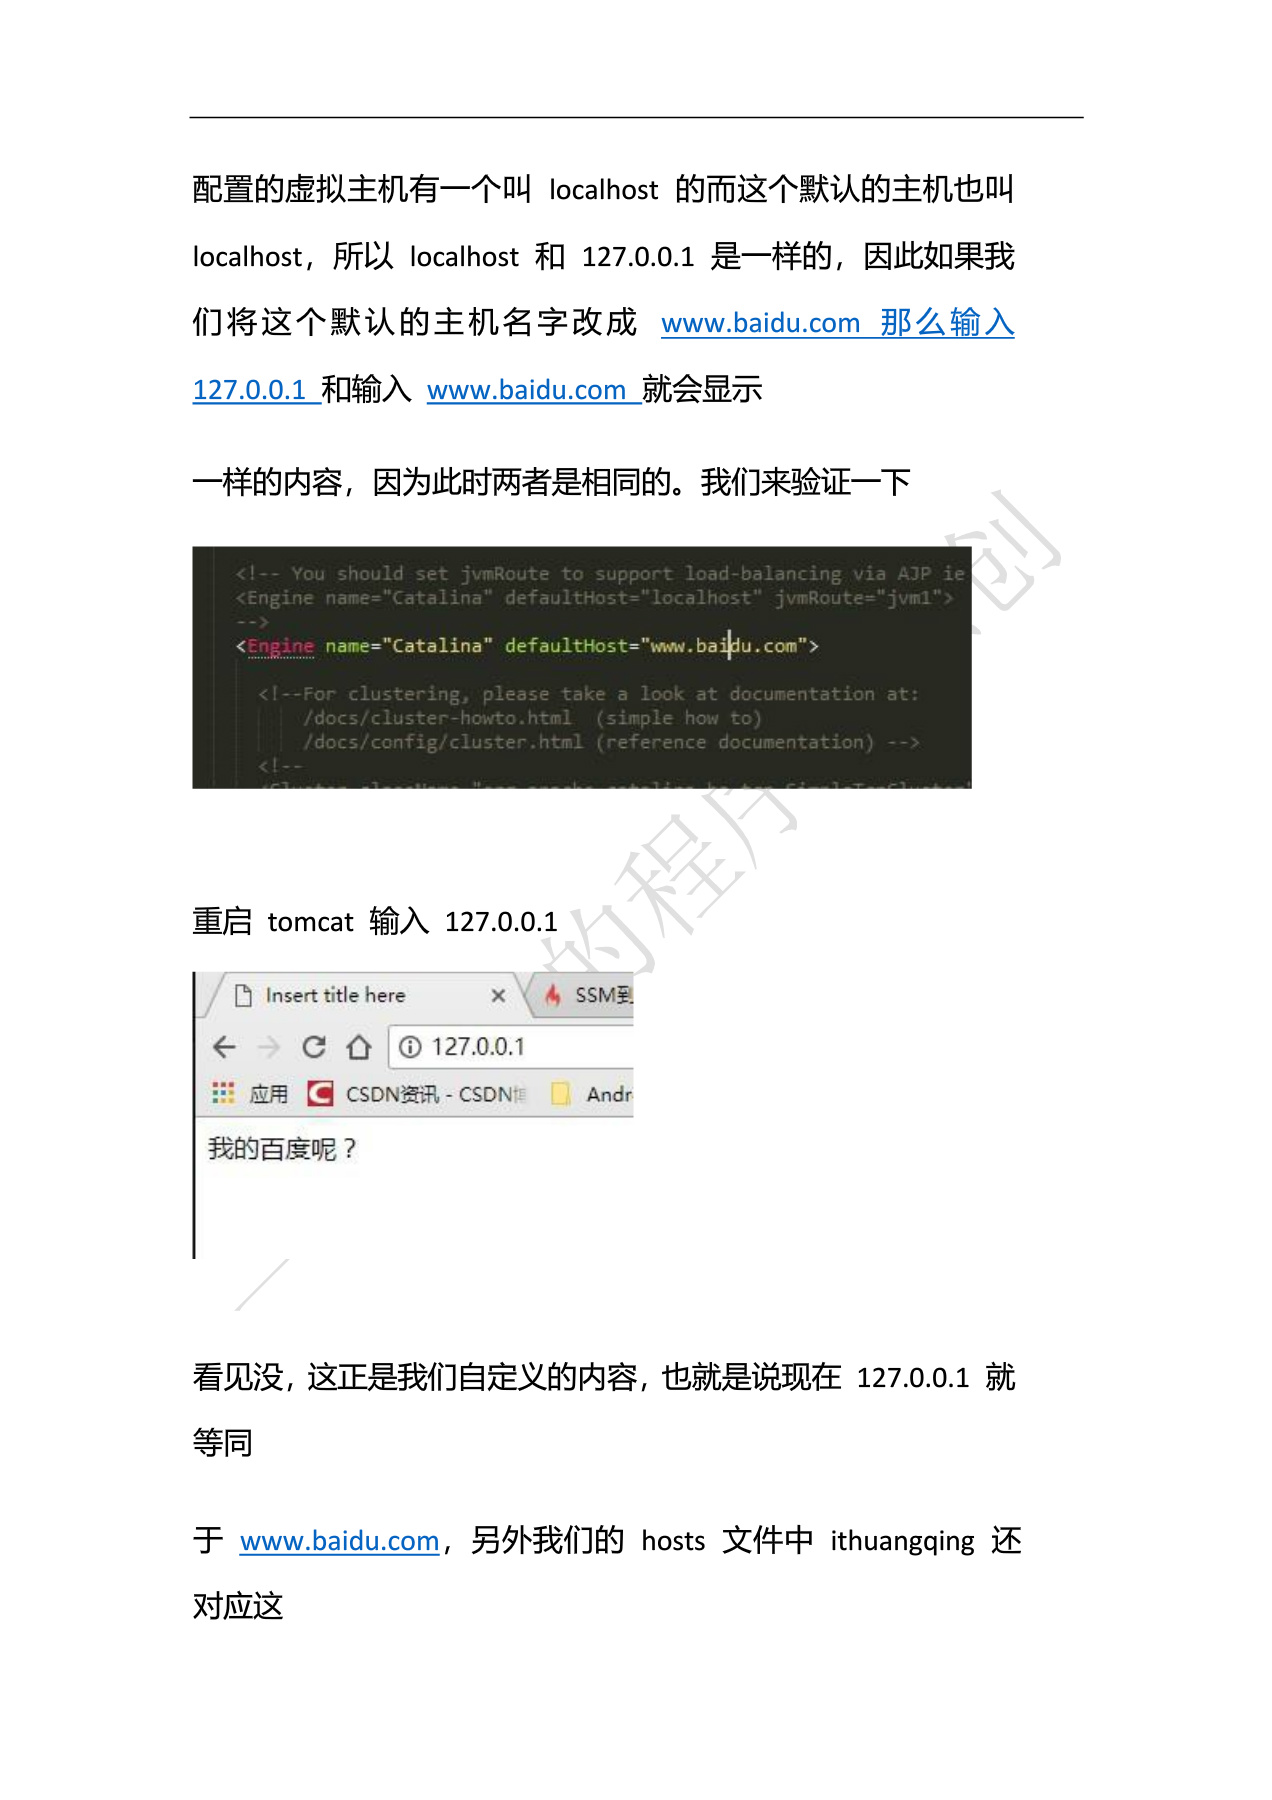 配置的虚拟主机有一个叫 localhost 的而这个默认的主机也叫
localhost，所以 localhost 和 127.0.0.1 是一样的，因此如果我
们将这个默认的主机名字改成 www.baidu.com 那么输入
127.0.0.1 和输入 www.baidu.com 就会显示
一样的内容，因为此时两者是相同的。我们来验证一下
<!-- You should set jvmRoute to support load-balancing via AJP ie
<Engine name="Catalina" defaultHost="localhost" jvmRoute="jvm1">
-->
<Engine name="Catalina" defaultHost="www.baidu.com">
<!--For clustering, please take a look at documentation at:
/docs/cluster-howto.html (simple how to)
/docs/config/cluster.html (reference documentation) -->
<!--
的程序 创
重启 tomcat 输入 127.0.0.1
Insert title here × SSM到
127.0.0.1
应用 CSDN资讯 - CSDN Andr
我的百度呢？
看见没，这正是我们自定义的内容，也就是说现在 127.0.0.1 就
等同
于 www.baidu.com，另外我们的 hosts 文件中 ithuangqing 还
对应这